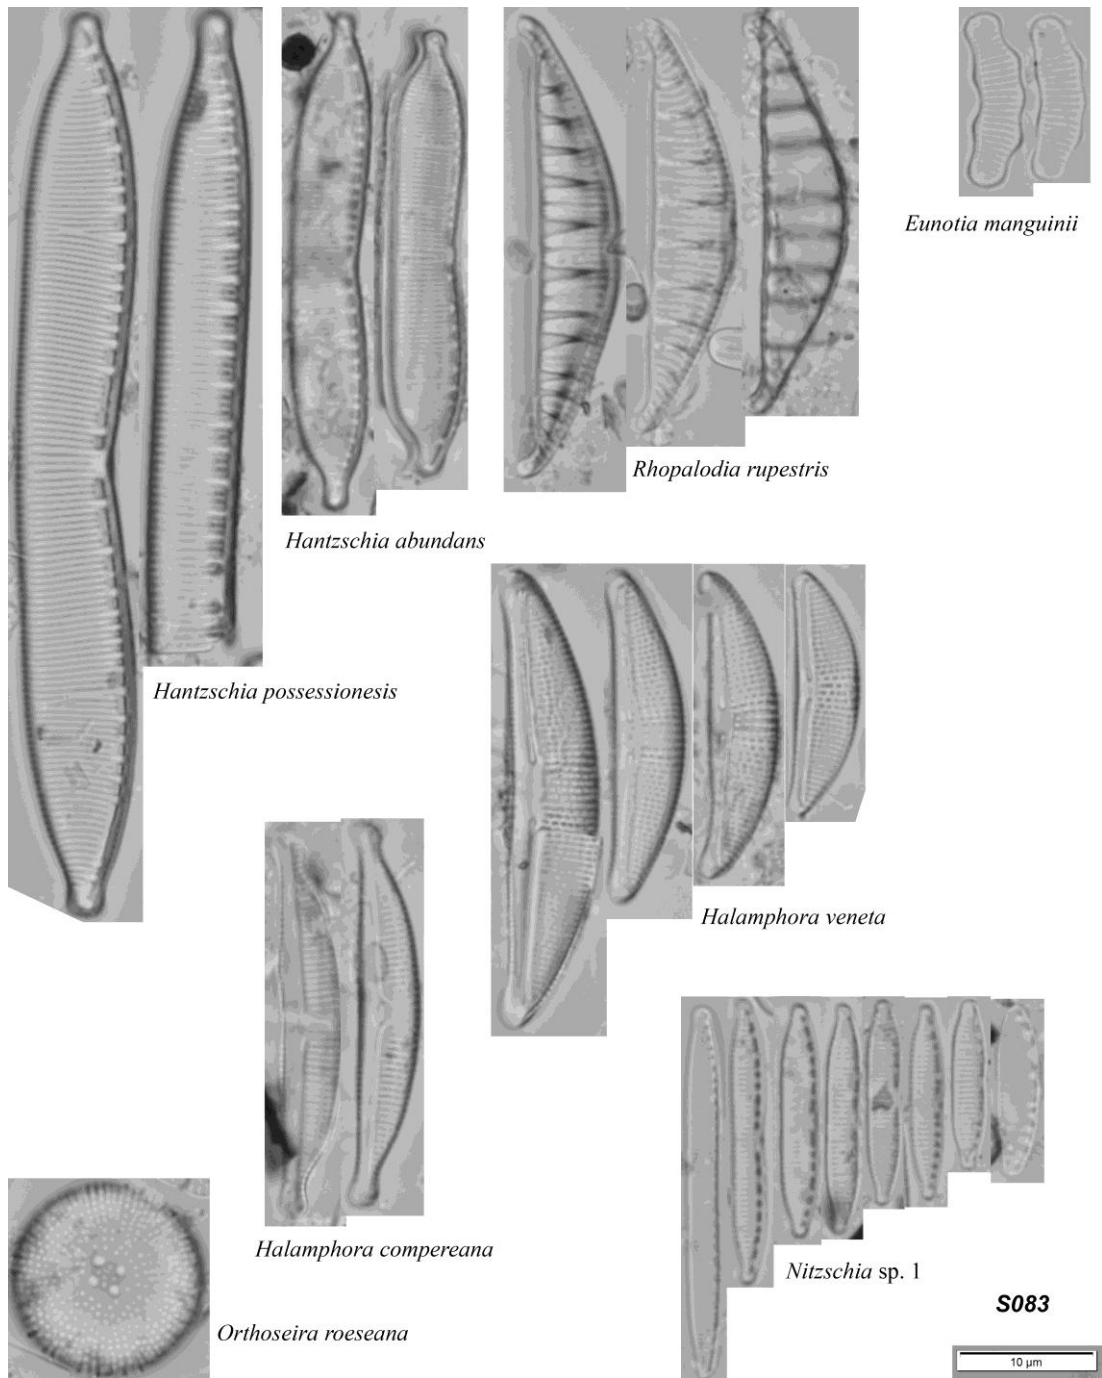 Eunotia manguinii
Rhopalodia rupestris
Hantzschia abundans
Hantzschia possessionesis
Halamphora veneta
Halamphora compereana
Nitzschia sp. 1
S083
Orthoseira roeseana
10 µm